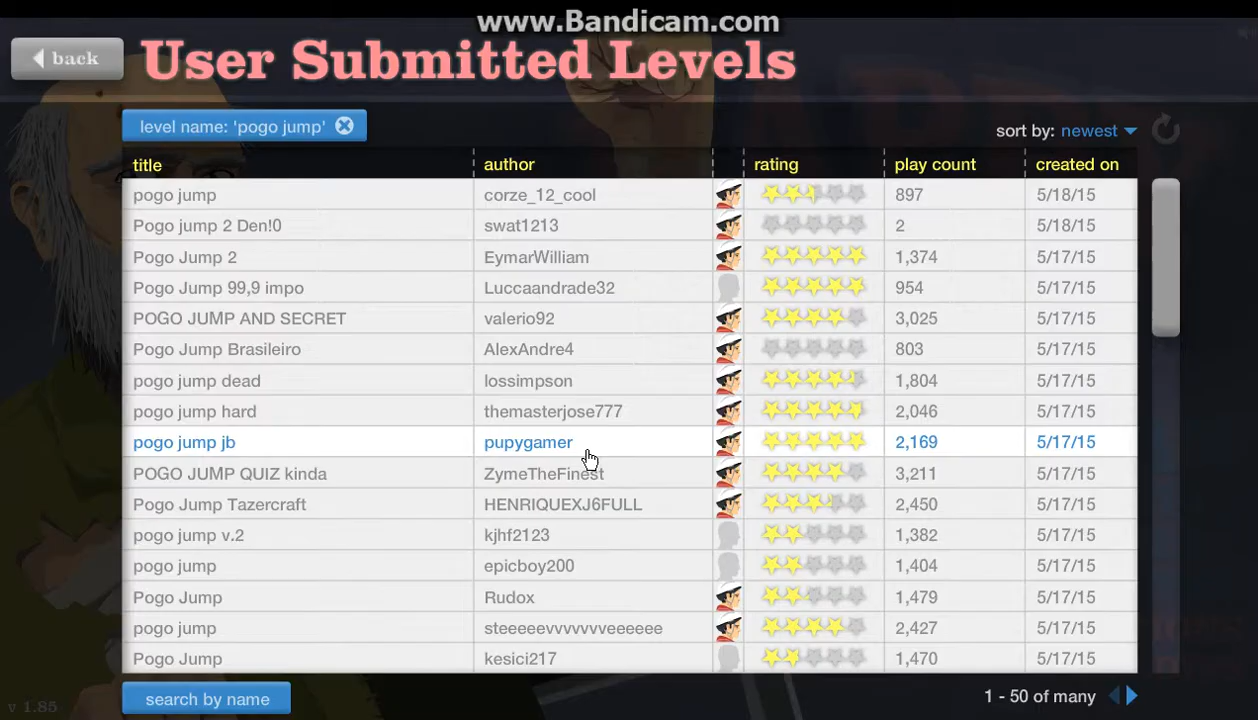 www.Bandicam.com
back
User Submitted Levels
level name: 'pogo jump'
sort by: newest
title author rating play count created on
pogo jump corze_12_cool 897 5/18/15
Pogo jump 2 Den!0 swat1213 2 5/18/15
Pogo Jump 2 EymarWilliam 1,374 5/17/15
Pogo Jump 99,9 impo Luccaandrade32 954 5/17/15
POGO JUMP AND SECRET valerio92 3,025 5/17/15
Pogo Jump Brasileiro AlexAndre4 803 5/17/15
pogo jump dead lossimpson 1,804 5/17/15
pogo jump hard themasterjose777 2,046 5/17/15
pogo jump jb pupygamer 2,169 5/17/15
POGO JUMP QUIZ kinda ZymeTheFinest 3,211 5/17/15
Pogo Jump Tazercraft HENRIQUEXJ6FULL 2,450 5/17/15
pogo jump v.2 kjhf2123 1,382 5/17/15
pogo jump epicboy200 1,404 5/17/15
Pogo Jump Rudox 1,479 5/17/15
pogo jump steeeeevvvvvvveeeeee 2,427 5/17/15
Pogo Jump kesici217 1,470 5/17/15
search by name
1 - 50 of many
v 1.85